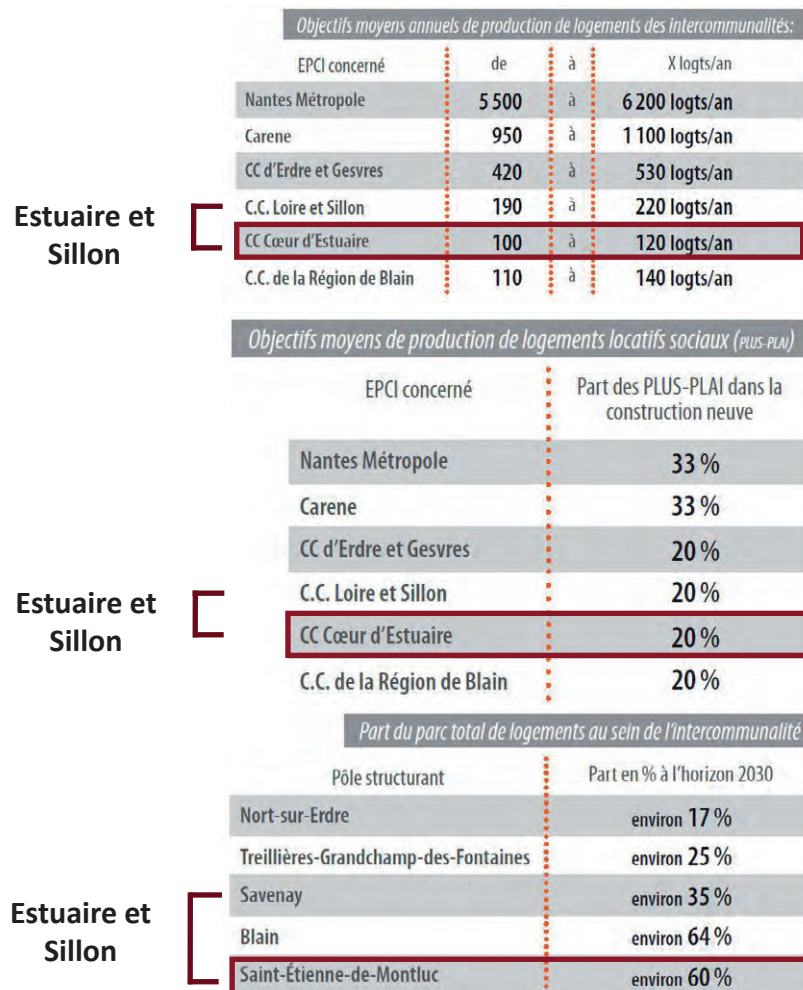 Objectifs moyens annuels de production de logements des intercommunalités:
EPCI concerné de à X logts/an
Nantes Métropole 5 500 à 6 200 logts/an
Carene 950 à 1 100 logts/an
CC d'Erdre et Gesvres 420 à 530 logts/an
Estuaire et
Sillon
C.C. Loire et Sillon 190 à 220 logts/an
CC Cœur d'Estuaire 100 à 120 logts/an
C.C. de la Région de Blain 110 à 140 logts/an
Objectifs moyens de production de logements locatifs sociaux (PLUS-PLAI)
EPCI concerné Part des PLUS-PLAI dans la
construction neuve
Nantes Métropole 33 %
Carene 33 %
CC d'Erdre et Gesvres 20 %
Estuaire et
Sillon
C.C. Loire et Sillon 20 %
CC Cœur d'Estuaire 20 %
C.C. de la Région de Blain 20 %
Part du parc total de logements au sein de l'intercommunalité
Pôle structurant Part en % à l'horizon 2030
Nort-sur-Erdre environ 17 %
Treillières-Grandchamp-des-Fontaines environ 25 %
Estuaire et
Sillon
Savenay environ 35 %
Blain environ 64 %
Saint-Étienne-de-Montluc environ 60 %